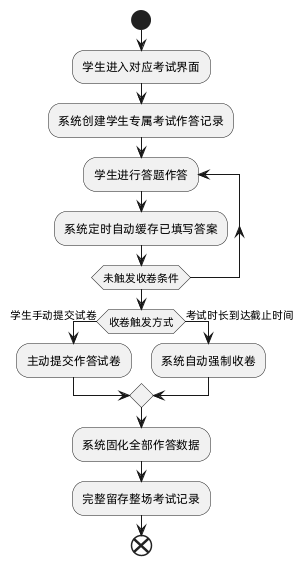 学生进入对应考试界面
系统创建学生专属考试作答记录
学生进行答题作答
系统定时自动缓存已填写答案
未触发收卷条件
学生手动提交试卷
收卷触发方式
考试时长到达截止时间
主动提交作答试卷
系统自动强制收卷
系统固化全部作答数据
完整留存整场考试记录